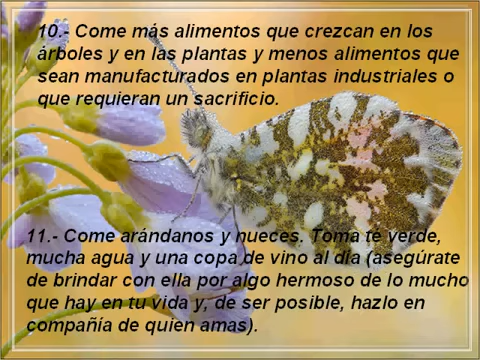 10.- Come más alimentos que crezcan en los
árboles y en las plantas y menos alimentos que
sean manufacturados en plantas industriales o
que requieran un sacrificio.
11.- Come arándanos y nueces. Toma té verde,
mucha agua y una copa de vino al día (asegúrate
de brindar con ella por algo hermoso de lo mucho
que hay en tu vida y, de ser posible, hazlo en
compañía de quien amas).